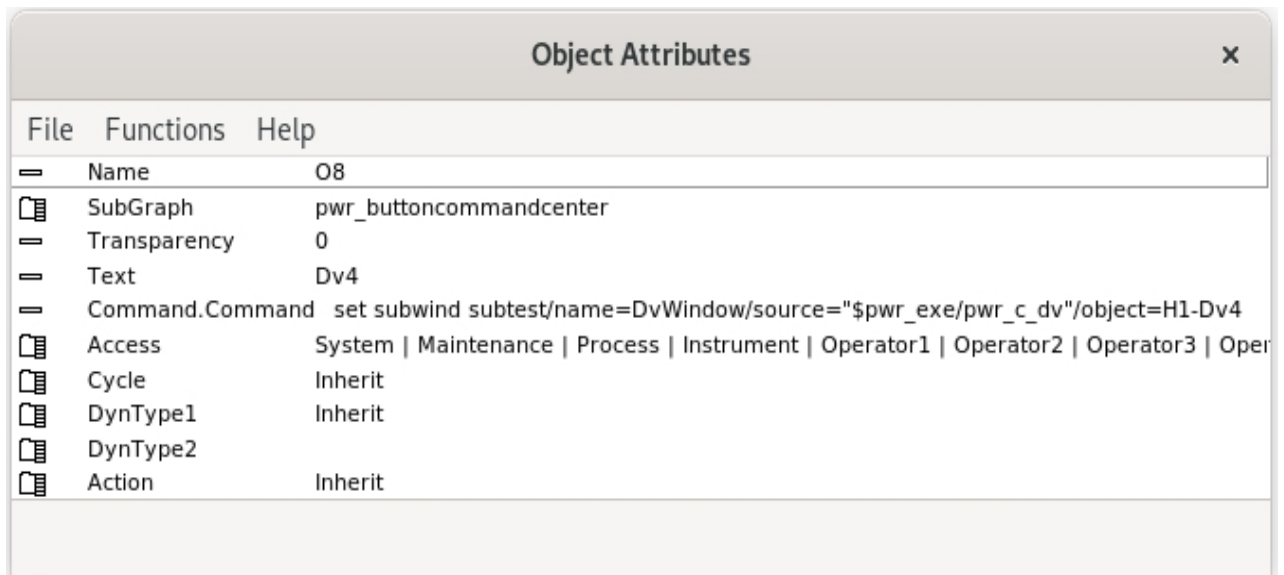 Object Attributes ×
File Functions Help
Name O8
SubGraph pwr_buttoncommandcenter
Transparency 0
Text Dv4
Command.Command set subwind subtest/name=DvWindow/source="$pwr_exe/pwr_c_dv"/object=H1-Dv4
Access System | Maintenance | Process | Instrument | Operator1 | Operator2 | Operator3 |
Cycle Inherit
DynType1 Inherit
DynType2
Action Inherit